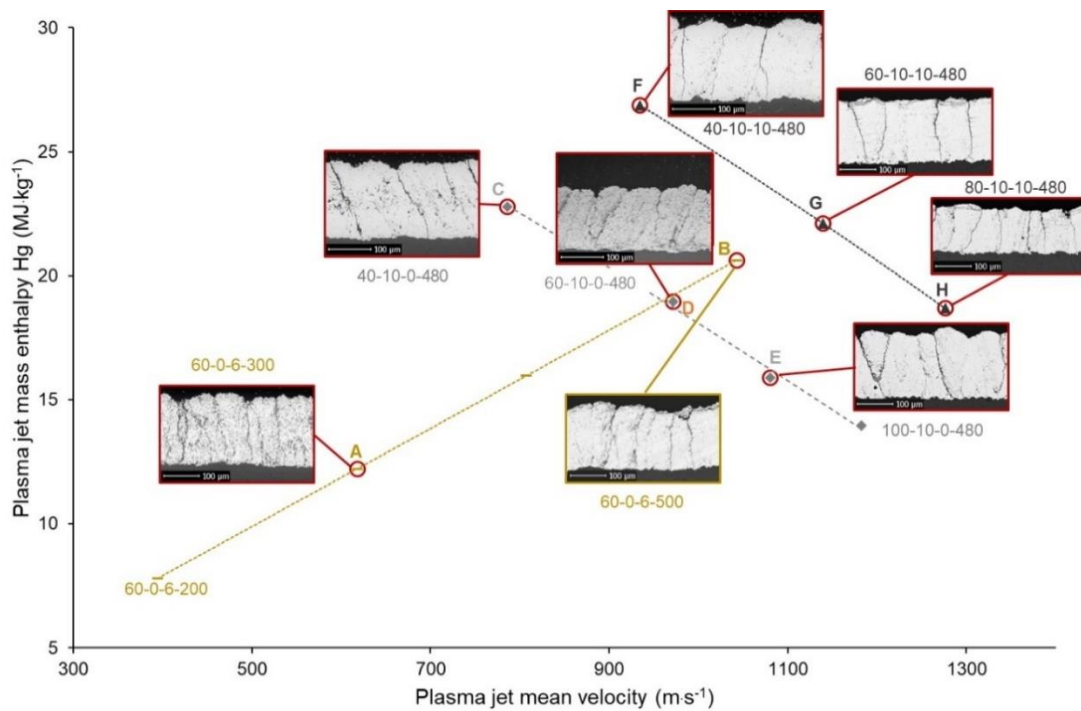 30
25
20
15
10
5
300
500
700
900
1100
1300
Plasma jet mass enthalpy Hg (MJ·kg⁻¹)
Plasma jet mean velocity (m·s⁻¹)
F
100 µm
40-10-10-480
60-10-10-480
100 µm
G
80-10-10-480
100 µm
H
C
100 µm
40-10-0-480
100 µm
60-10-0-480
B
D
E
100 µm
100-10-0-480
60-0-6-300
100 µm
A
100 µm
60-0-6-500
60-0-6-200